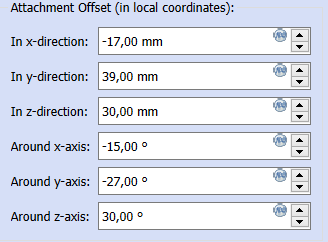 Attachment Offset (in local coordinates):
In x-direction: -17,00 mm
In y-direction: 39,00 mm
In z-direction: 30,00 mm
Around x-axis: -15,00 °
Around y-axis: -27,00 °
Around z-axis: 30,00 °